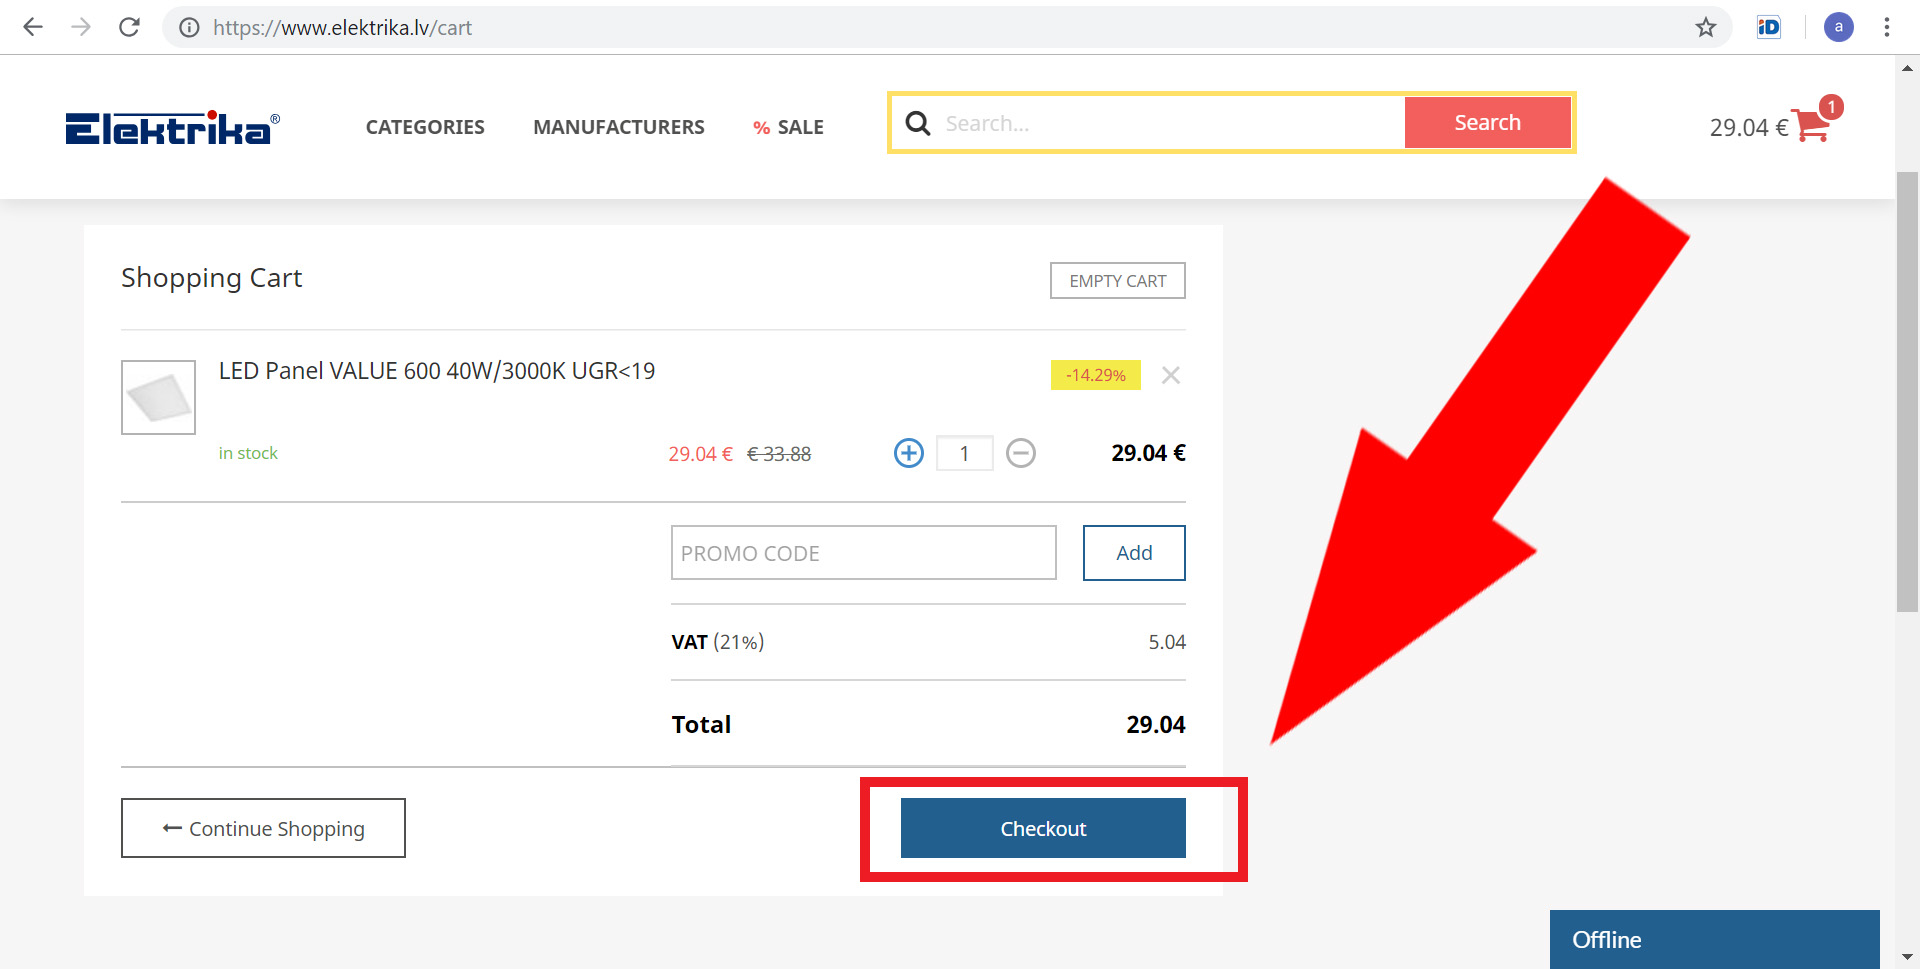 https://www.elektrika.lv/cart
iD
a
Elektrika®
CATEGORIES
MANUFACTURERS
% SALE
Search...
Search
29.04 €
1
Shopping Cart
EMPTY CART
LED Panel VALUE 600 40W/3000K UGR<19
-14.29%
in stock
29.04 € € 33.88
1
29.04 €
PROMO CODE
Add
VAT (21%) 5.04
Total 29.04
Continue Shopping
Checkout
Offline